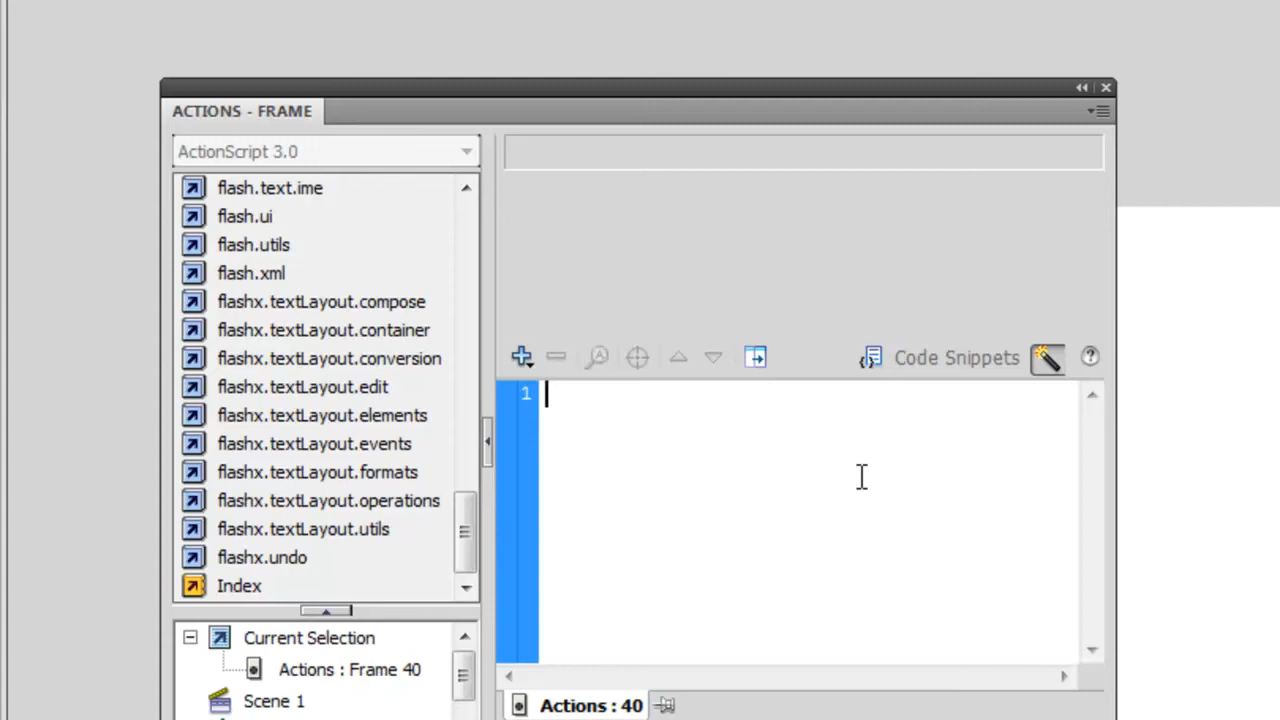 ACTIONS - FRAME
ActionScript 3.0
flash.text.ime
flash.ui
flash.utils
flash.xml
flashx.textLayout.compose
flashx.textLayout.container
flashx.textLayout.conversion
flashx.textLayout.edit
flashx.textLayout.elements
flashx.textLayout.events
flashx.textLayout.formats
flashx.textLayout.operations
flashx.textLayout.utils
flashx.undo
Index
Current Selection
Actions : Frame 40
Scene 1
Code Snippets
1
Actions : 40